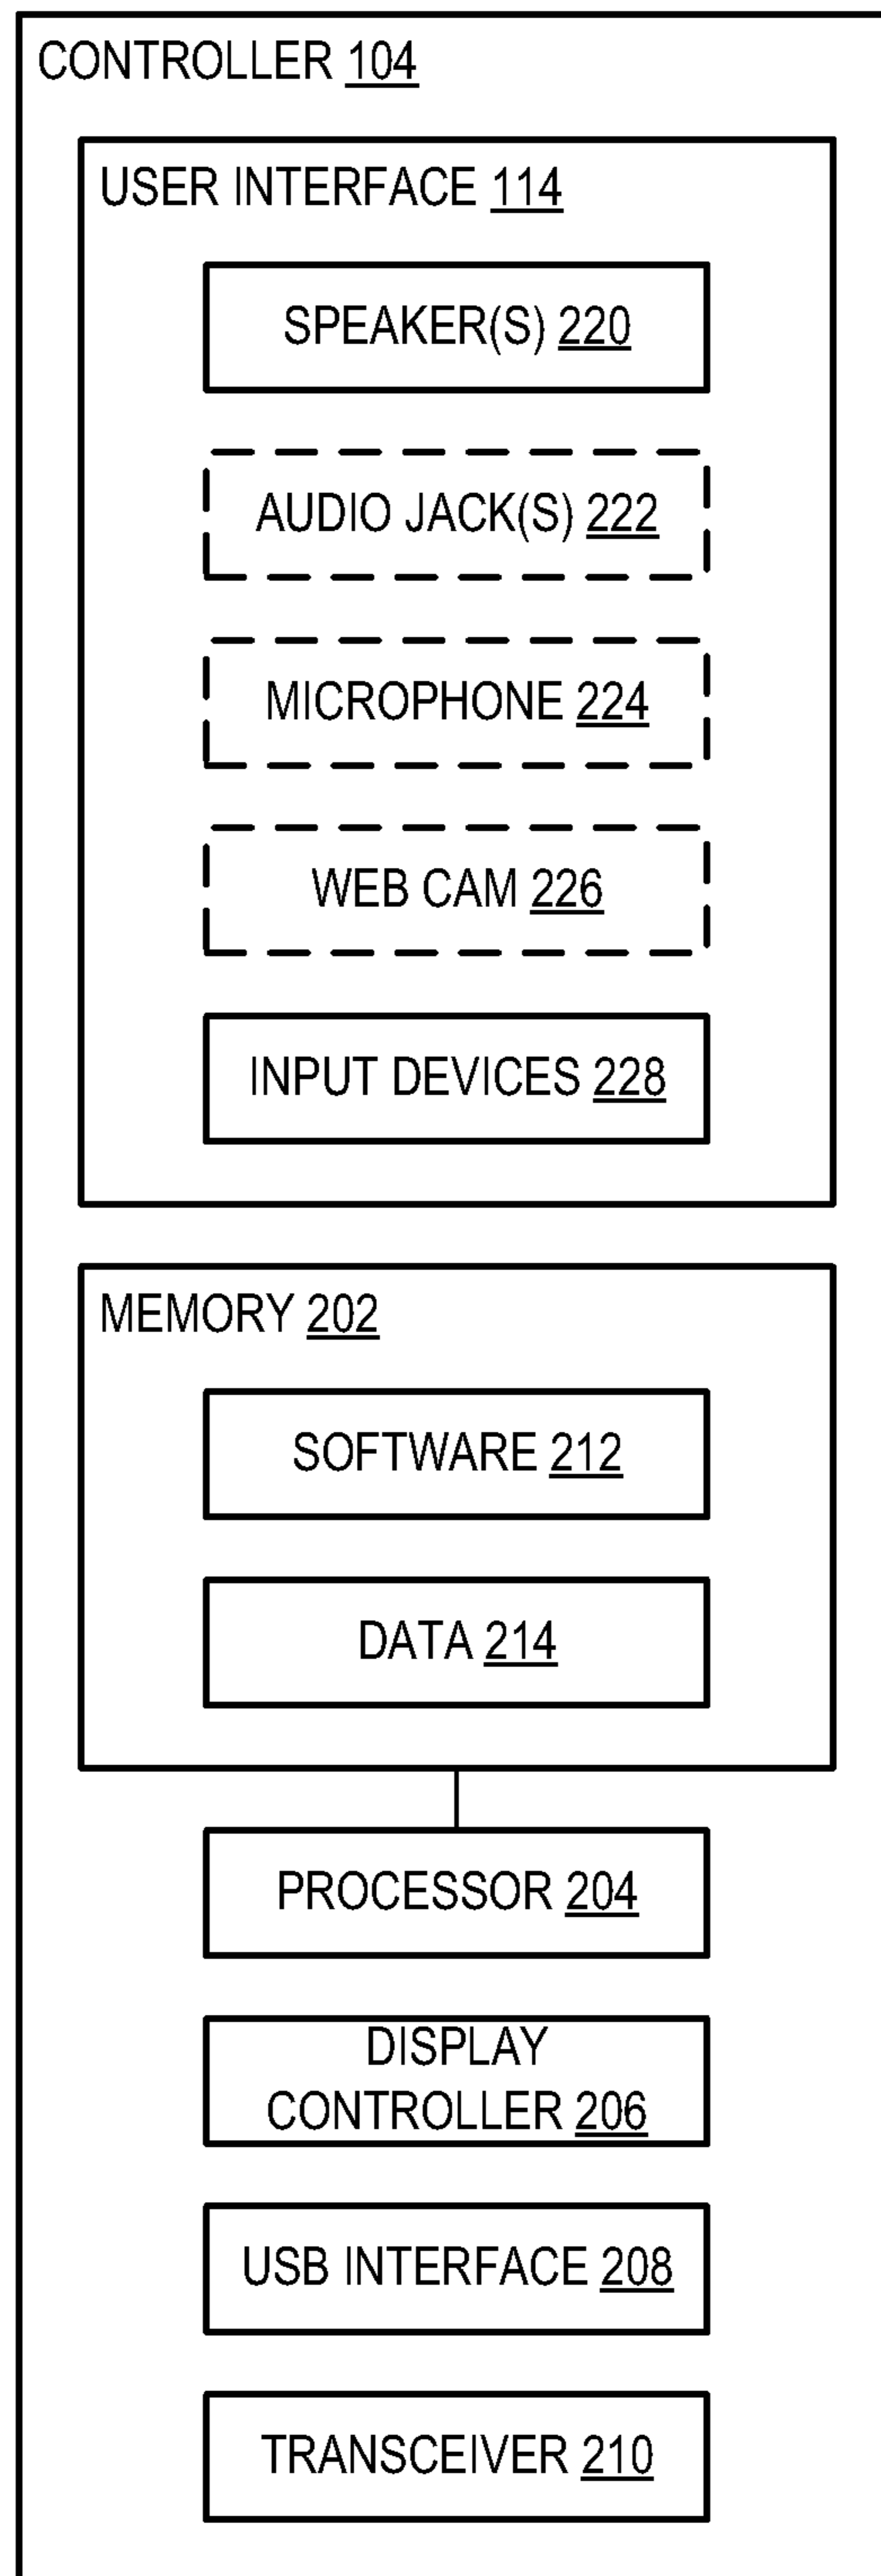 CONTROLLER 104
USER INTERFACE 114
SPEAKER(S) 220
AUDIO JACK(S) 222
MICROPHONE 224
WEB CAM 226
INPUT DEVICES 228
MEMORY 202
SOFTWARE 212
DATA 214
PROCESSOR 204
DISPLAY
CONTROLLER 206
USB INTERFACE 208
TRANSCEIVER 210